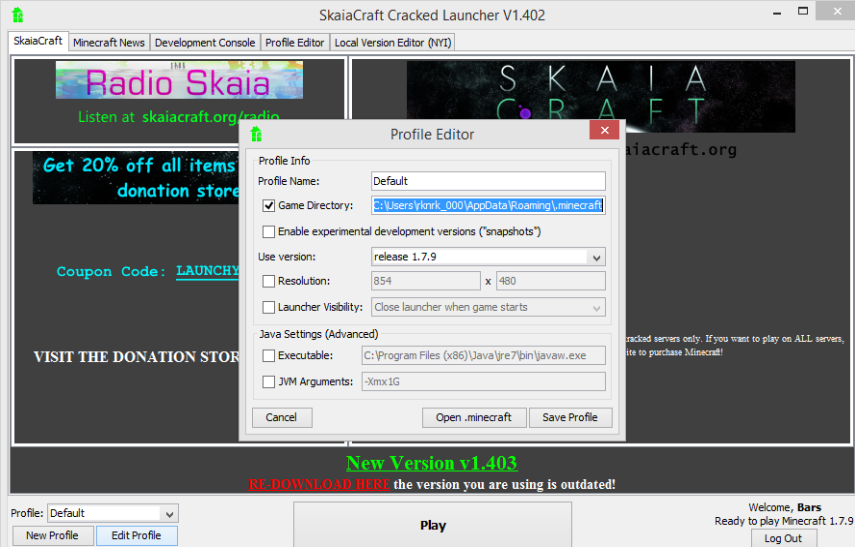 SkaiaCraft Cracked Launcher V1.402
SkaiaCraft
Minecraft News
Development Console
Profile Editor
Local Version Editor (NYI)
Radio Skaia
Listen at skaiacraft.org/radio
SKAIA
CRAFT
aiacraft.org
Get 20% off all items
donation store
Coupon Code: LAUNCHY
VISIT THE DONATION STOR
racked servers only. If you want to play on ALL servers,
ite to purchase Minecraft!
Profile Editor
Profile Info
Profile Name: Default
Game Directory: C:\Users\rknrk_000\AppData\Roaming\.minecraft
Enable experimental development versions ("snapshots")
Use version: release 1.7.9
Resolution: 854 x 480
Launcher Visibility: Close launcher when game starts
Java Settings (Advanced)
Executable: C:\Program Files (x86)\Java\jre7\bin\javaw.exe
JVM Arguments: -Xmx1G
Cancel
Open .minecraft
Save Profile
New Version v1.403
RE-DOWNLOAD HERE the version you are using is outdated!
Profile: Default
New Profile
Edit Profile
Play
Welcome, Bars
Ready to play Minecraft 1.7.9
Log Out